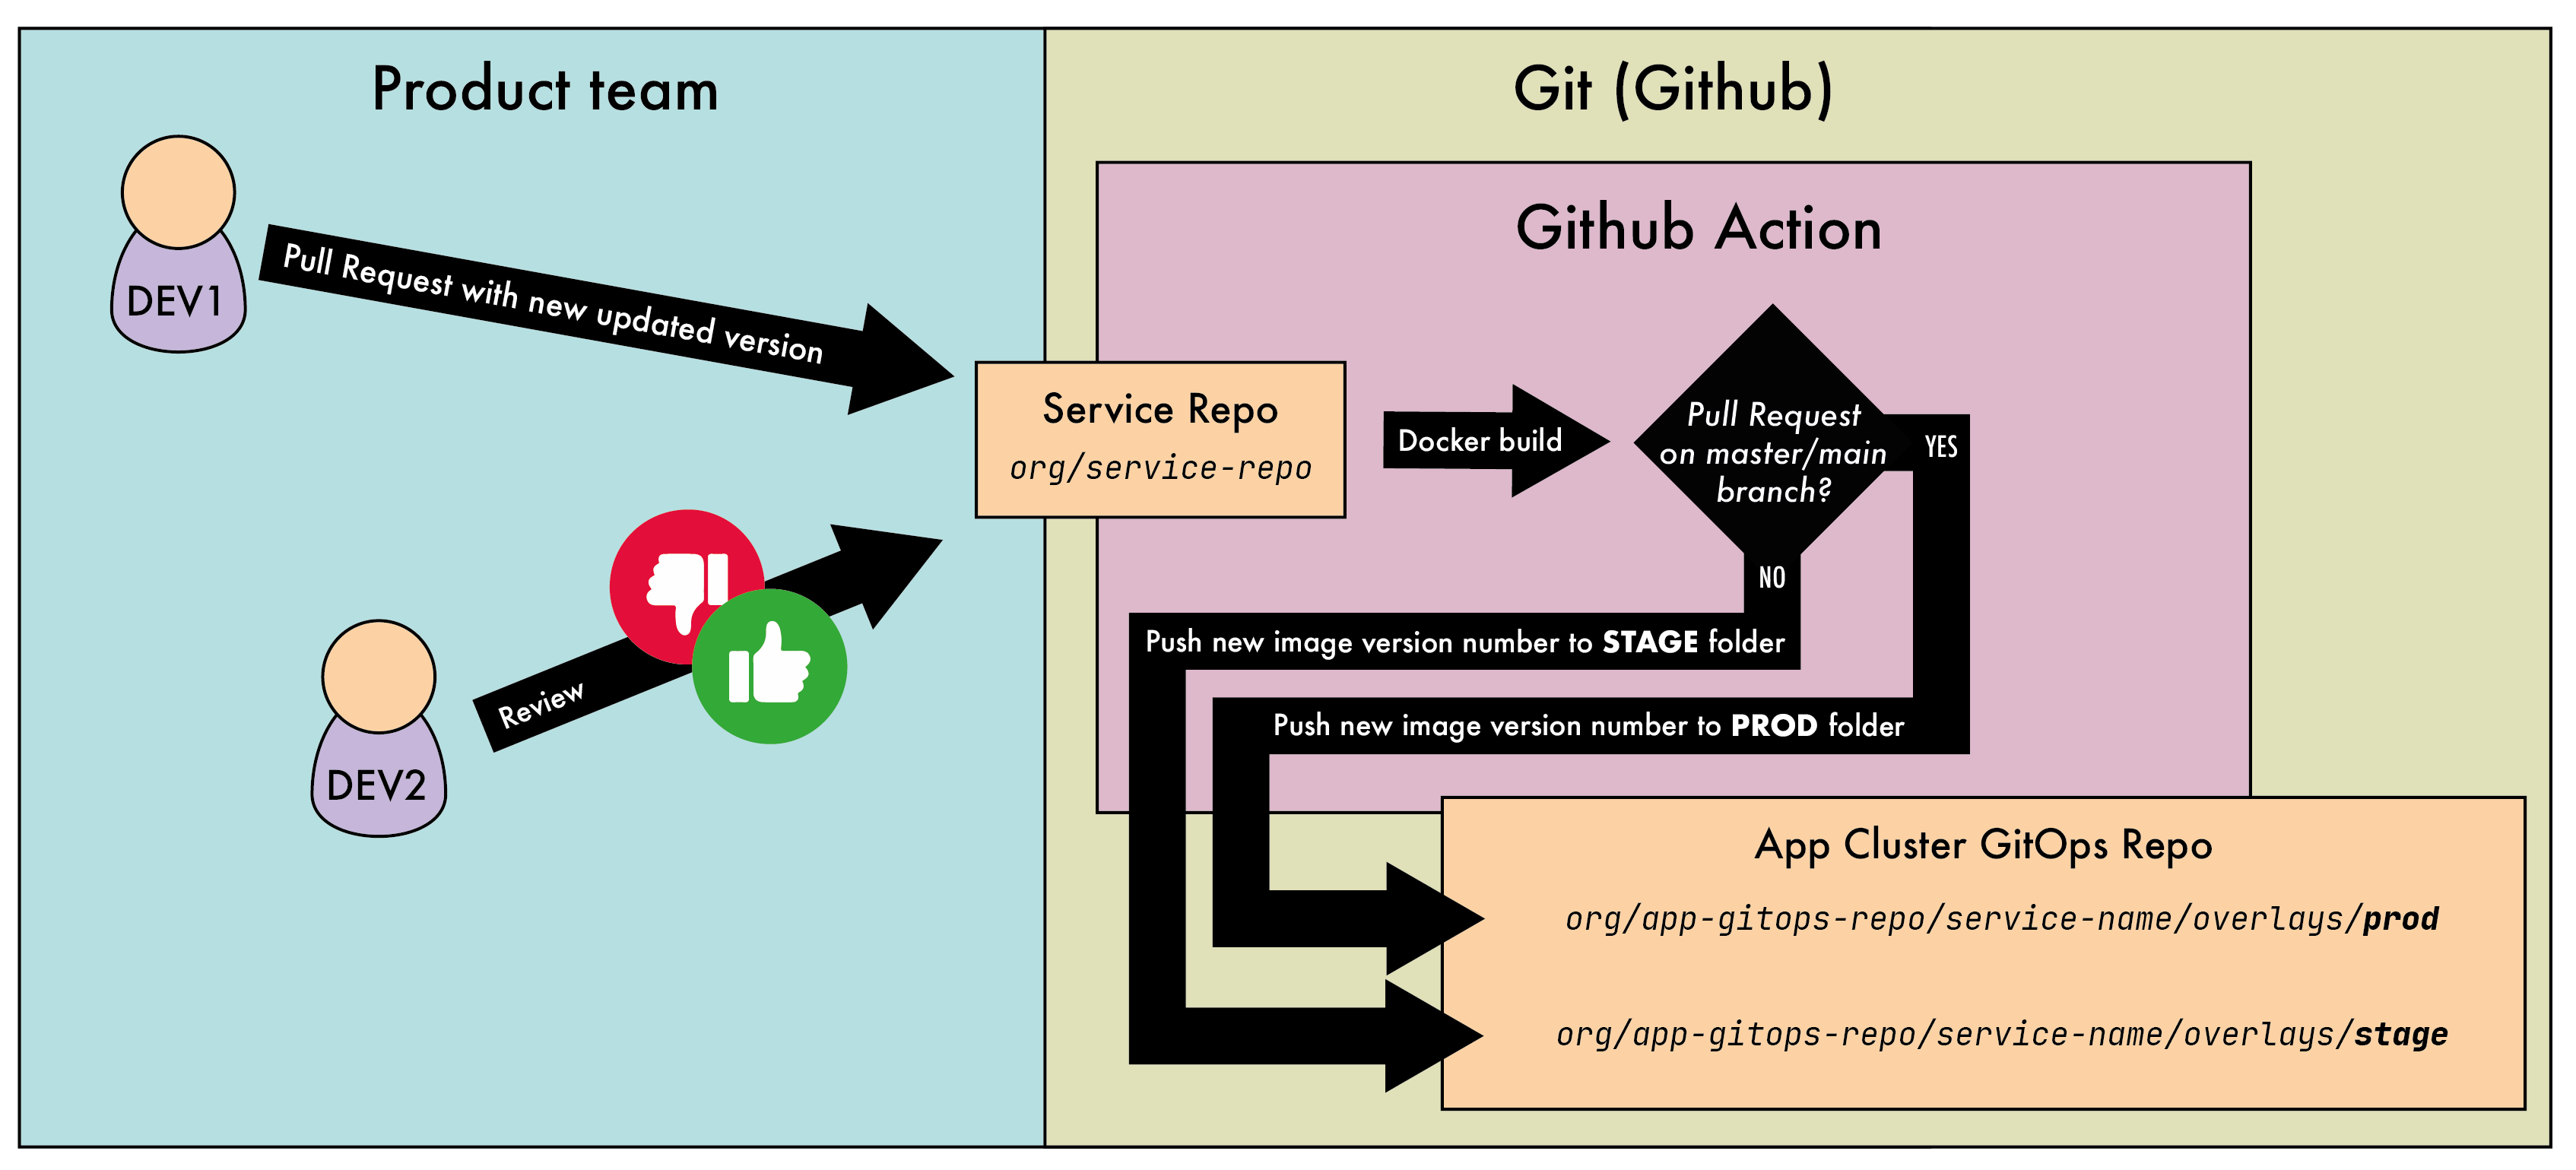 Product team
Git (Github)
DEV1
Pull Request with new updated version
Github Action
Service Repo
org/service-repo
Docker build
Pull Request
on master/main
branch?
YES
NO
DEV2
Review
Push new image version number to STAGE folder
Push new image version number to PROD folder
App Cluster GitOps Repo
org/app-gitops-repo/service-name/overlays/prod
org/app-gitops-repo/service-name/overlays/stage